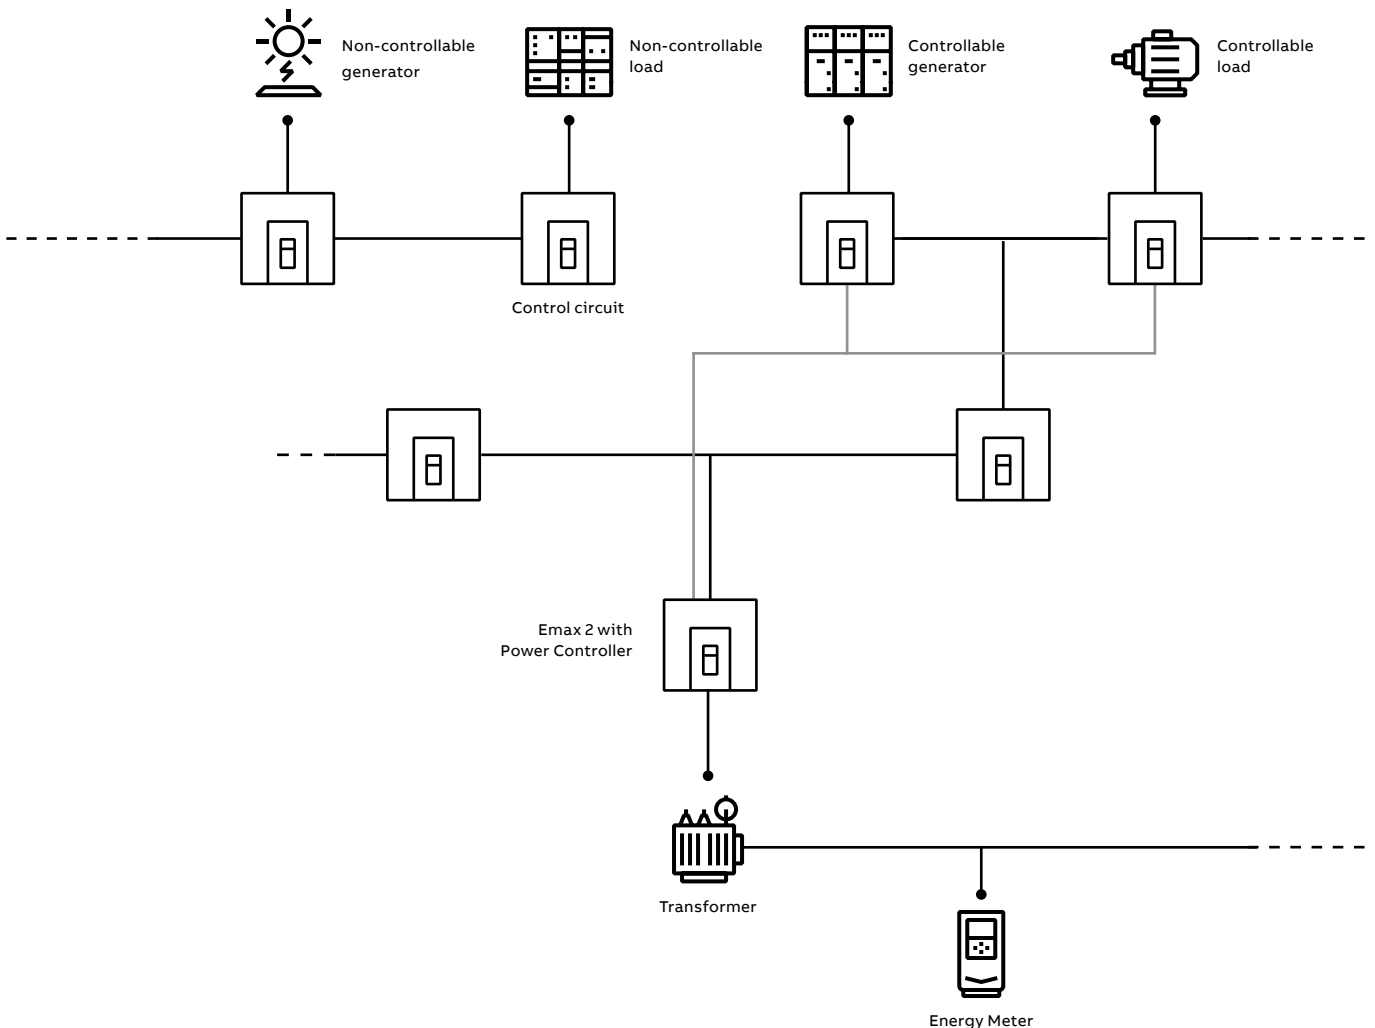 Non-controllable
generator
Non-controllable
load
Controllable
generator
Controllable
load
Control circuit
Emax 2 with
Power Controller
Transformer
Energy Meter